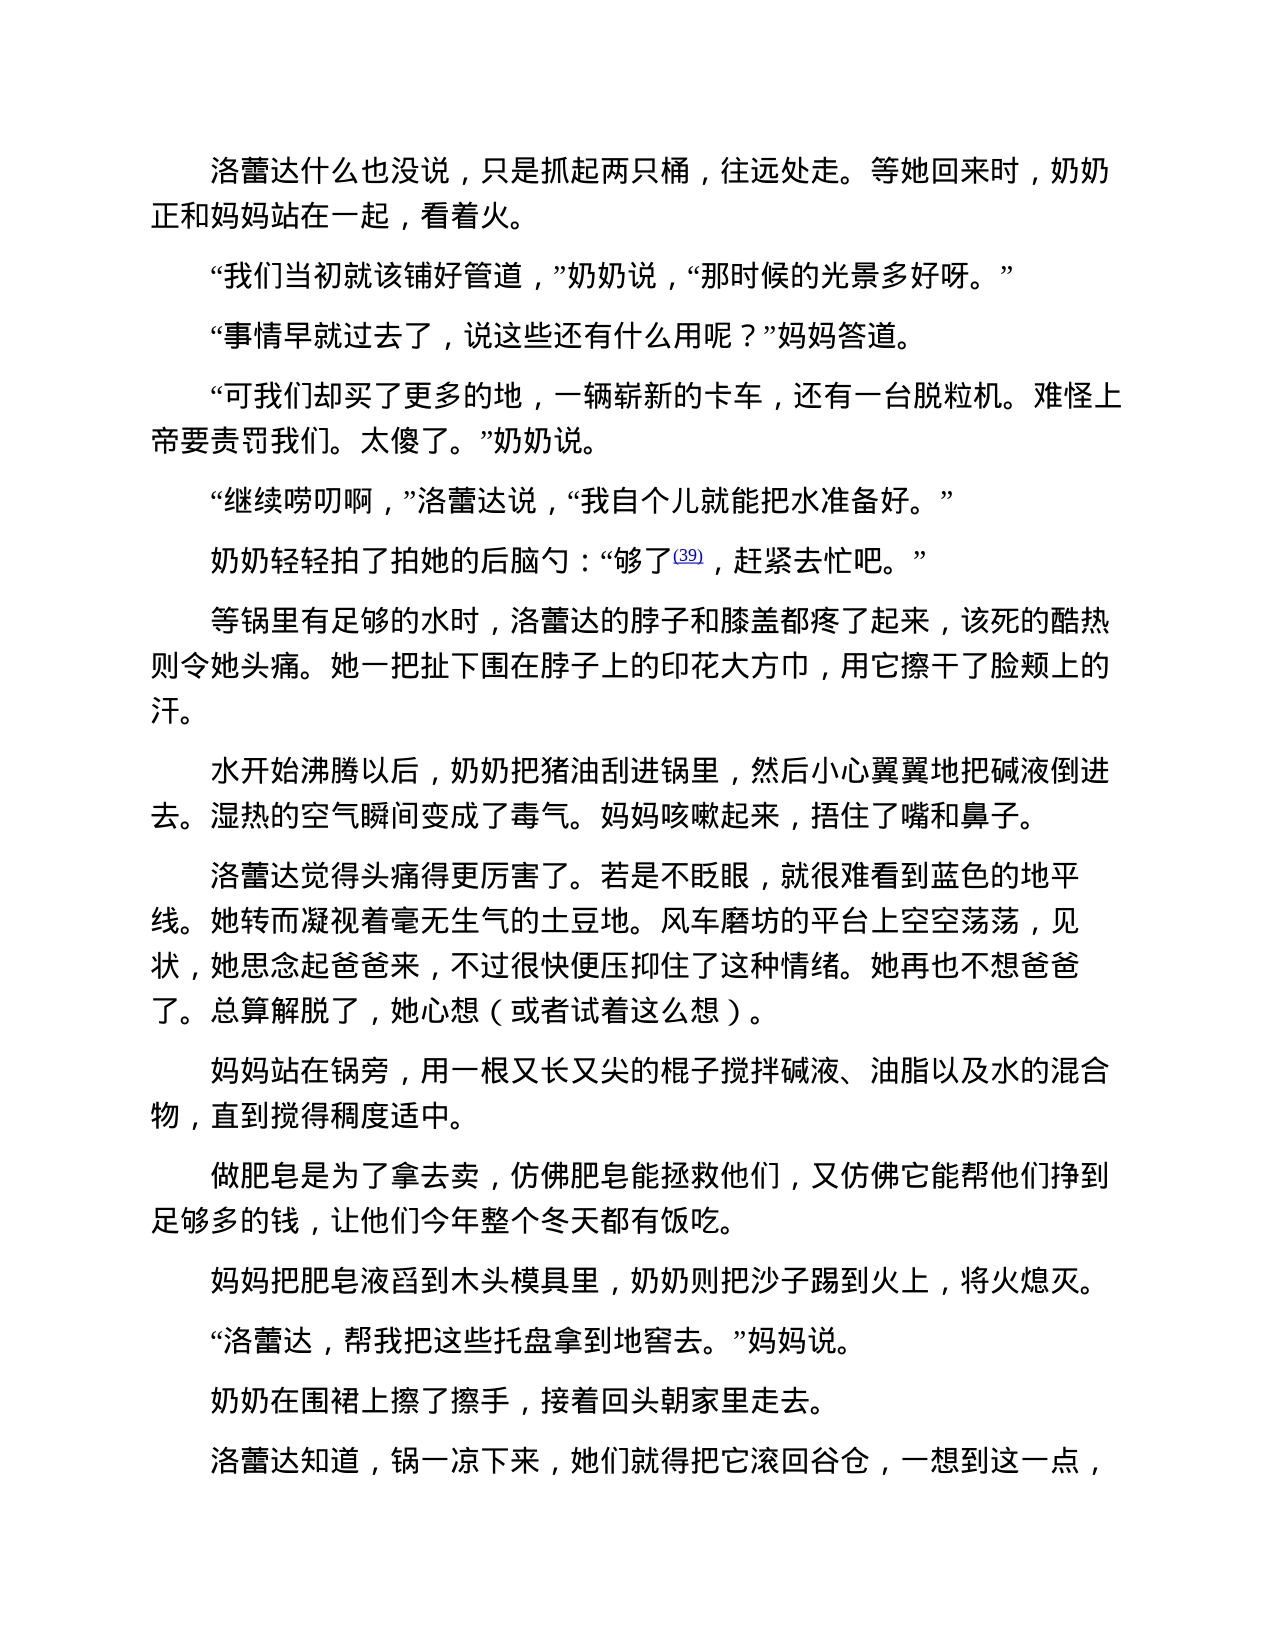 洛蕾达什么也没说，只是抓起两只桶，往远处走。等她回来时，奶奶
正和妈妈站在一起，看着火。
“我们当初就该铺好管道，”奶奶说，“那时候的光景多好呀。”
“事情早就过去了，说这些还有什么用呢？”妈妈答道。
“可我们却买了更多的地，一辆崭新的卡车，还有一台脱粒机。难怪上
帝要责罚我们。太傻了。”奶奶说。
“继续唠叨啊，”洛蕾达说，“我自个儿就能把水准备好。”
奶奶轻轻拍了拍她的后脑勺：“够了(39)，赶紧去忙吧。”
等锅里有足够的水时，洛蕾达的脖子和膝盖都疼了起来，该死的酷热
则令她头痛。她一把扯下围在脖子上的印花大方巾，用它擦干了脸颊上的
汗。
水开始沸腾以后，奶奶把猪油刮进锅里，然后小心翼翼地把碱液倒进
去。湿热的空气瞬间变成了毒气。妈妈咳嗽起来，捂住了嘴和鼻子。
洛蕾达觉得头痛得更厉害了。若是不眨眼，就很难看到蓝色的地平
线。她转而凝视着毫无生气的土豆地。风车磨坊的平台上空空荡荡，见
状，她思念起爸爸来，不过很快便压抑住了这种情绪。她再也不想爸爸
了。总算解脱了，她心想（或者试着这么想）。
妈妈站在锅旁，用一根又长又尖的棍子搅拌碱液、油脂以及水的混合
物，直到搅得稠度适中。
做肥皂是为了拿去卖，仿佛肥皂能拯救他们，又仿佛它能帮他们挣到
足够多的钱，让他们今年整个冬天都有饭吃。
妈妈把肥皂液舀到木头模具里，奶奶则把沙子踢到火上，将火熄灭。
“洛蕾达，帮我把这些托盘拿到地窖去。”妈妈说。
奶奶在围裙上擦了擦手，接着回头朝家里走去。
洛蕾达知道，锅一凉下来，她们就得把它滚回谷仓，一想到这一点，